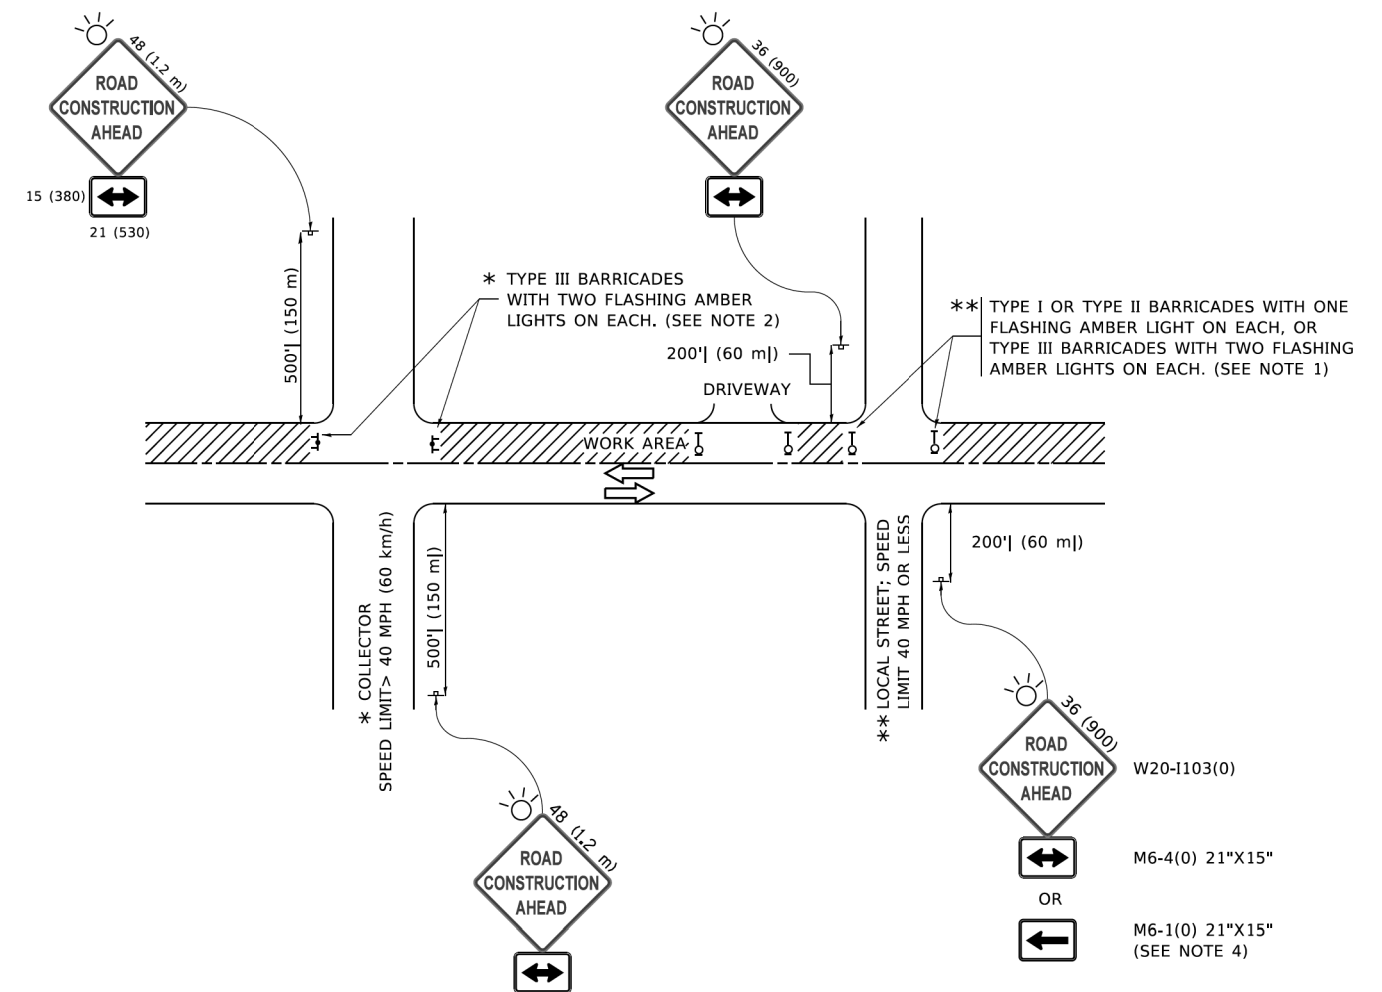 48 (1.2 m)
ROAD
CONSTRUCTION
AHEAD
15 (380)
21 (530)
36 (900)
ROAD
CONSTRUCTION
AHEAD
500'| (150 m)
* TYPE III BARRICADES
WITH TWO FLASHING AMBER
LIGHTS ON EACH. (SEE NOTE 2)
200'| (60 m|)
DRIVEWAY
** TYPE I OR TYPE II BARRICADES WITH ONE
FLASHING AMBER LIGHT ON EACH, OR
TYPE III BARRICADES WITH TWO FLASHING
AMBER LIGHTS ON EACH. (SEE NOTE 1)
WORK AREA
* COLLECTOR
SPEED LIMIT> 40 MPH (60 km/h)
500'| (150 m|)
** LOCAL STREET; SPEED
LIMIT 40 MPH OR LESS
200'| (60 m|)
48 (1.2 m)
ROAD
CONSTRUCTION
AHEAD
36 (900)
ROAD
CONSTRUCTION
AHEAD
W20-I103(0)
M6-4(0) 21"X15"
OR
M6-1(0) 21"X15"
(SEE NOTE 4)